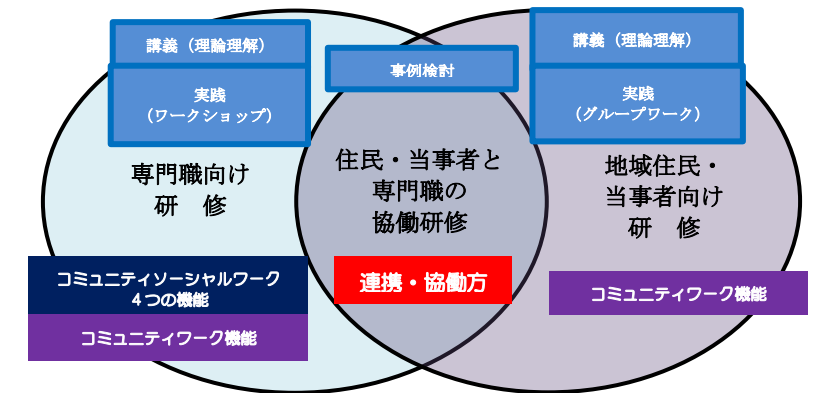 講義（理論理解）
実践
（ワークショップ）
専門職向け
研　修
コミュニティソーシャルワーク
４つの機能
コミュニティワーク機能
事例検討
住民・当事者と
専門職の
協働研修
連携・協働方
講義（理論理解）
実践
（グループワーク）
地域住民・
当事者向け
研　修
コミュニティワーク機能